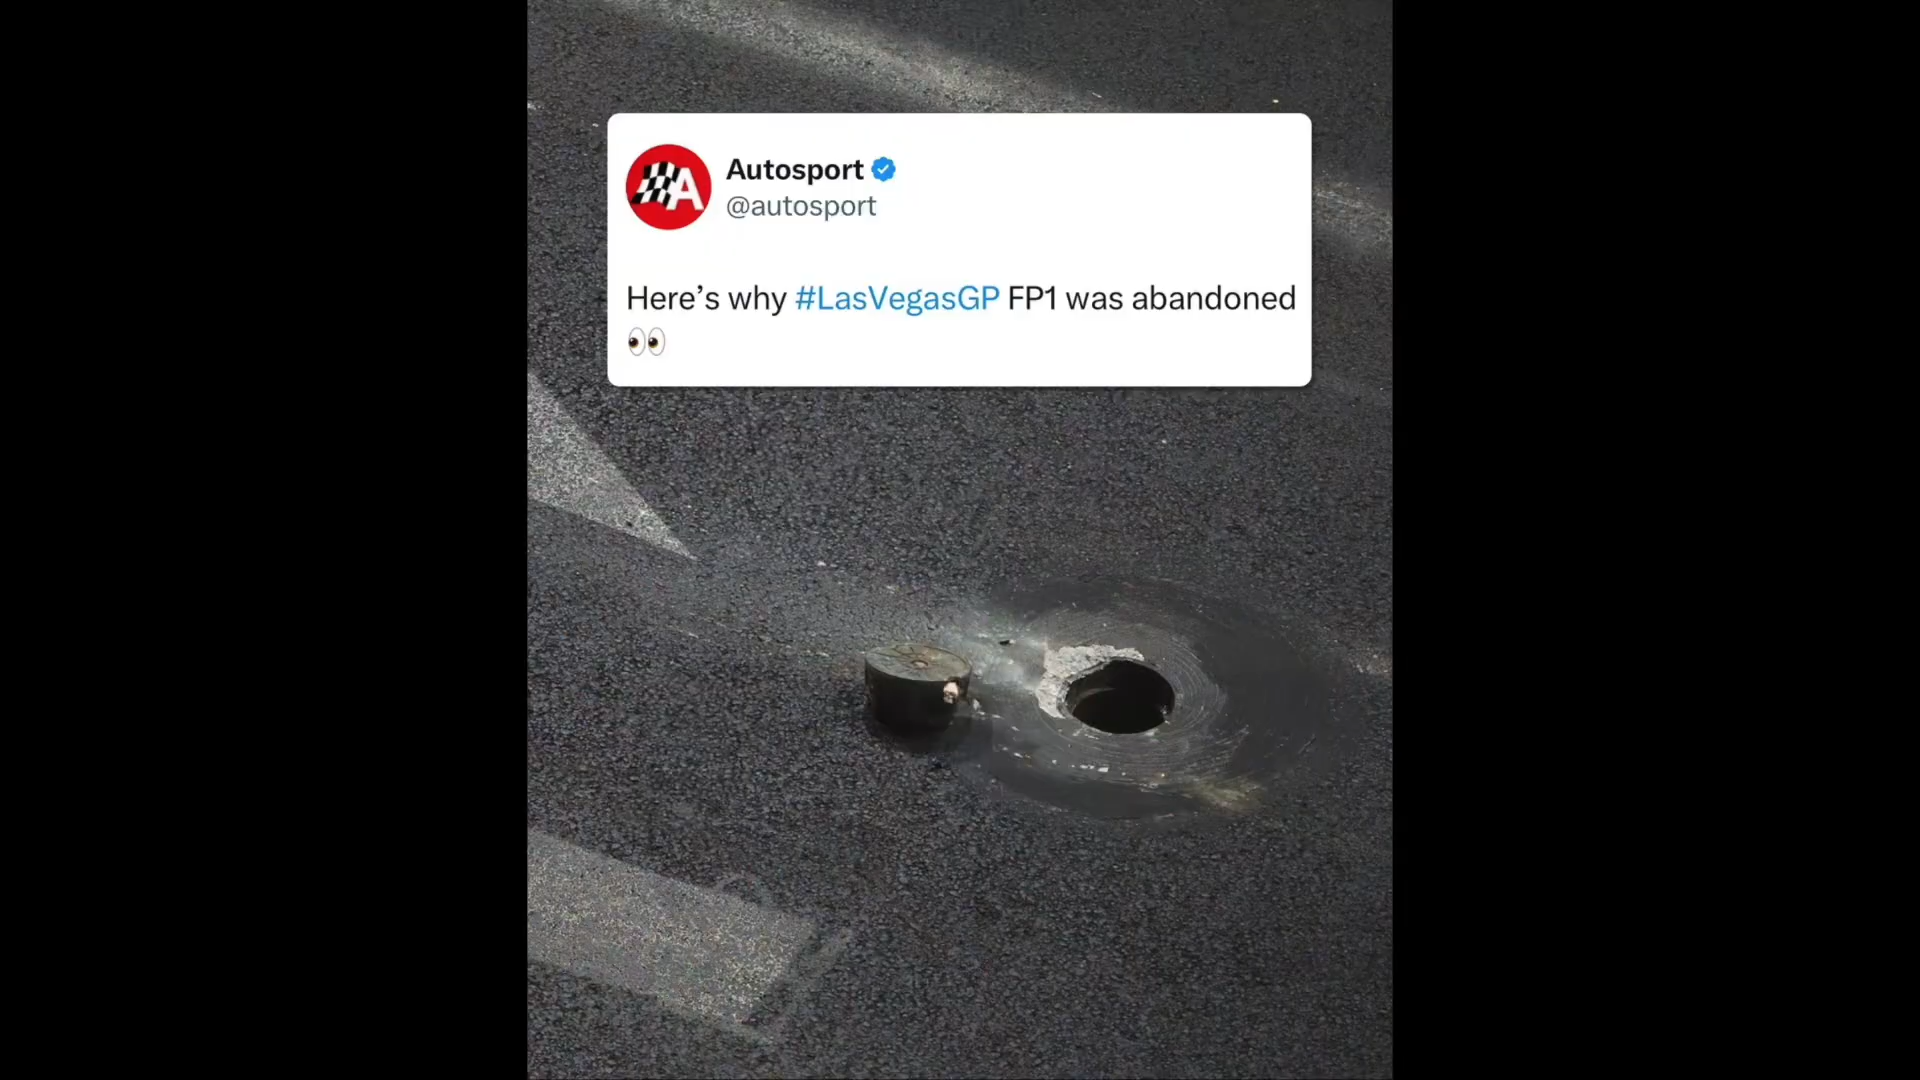 Autosport
@autosport
Here’s why #LasVegasGP FP1 was abandoned
👀